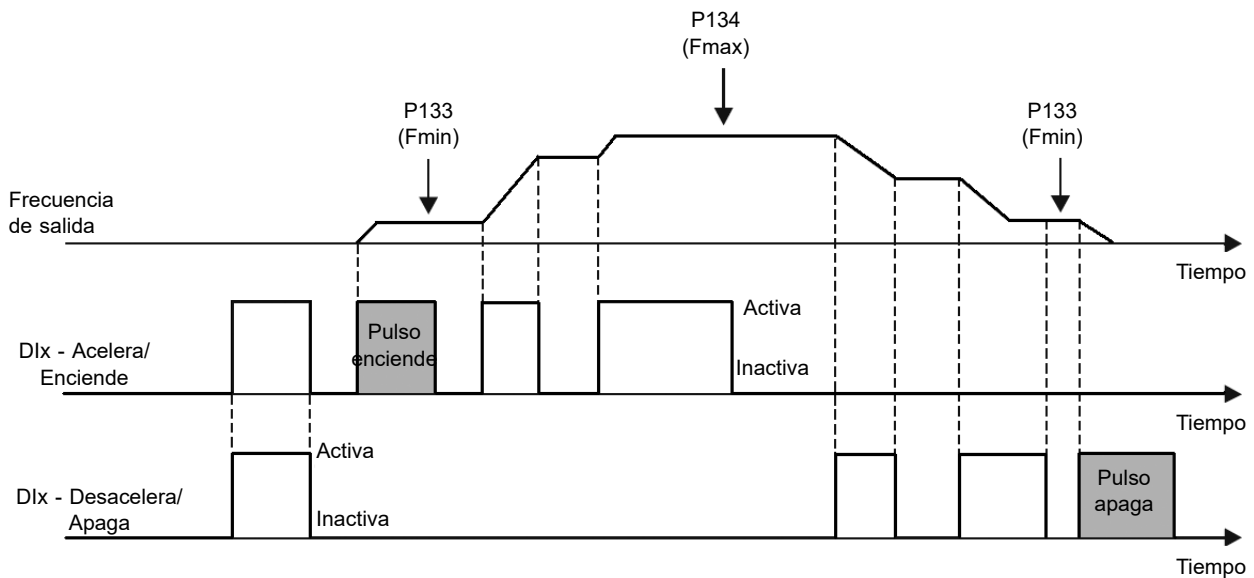 P134
(Fmax)
P133
(Fmin)
P133
(Fmin)
Frecuencia
de salida
Tiempo
DIx - Acelera/
Enciende
Pulso
enciende
Activa
Inactiva
Tiempo
DIx - Desacelera/
Apaga
Activa
Inactiva
Pulso
apaga
Tiempo